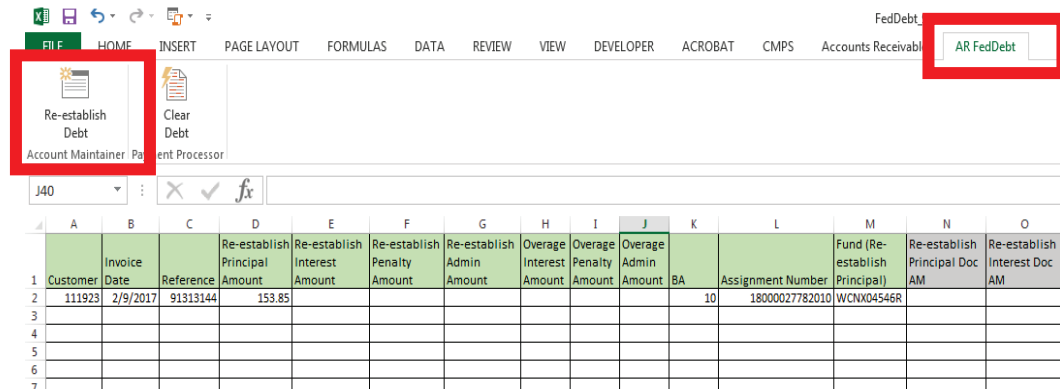 FedDebt_
FILE HOME INSERT PAGE LAYOUT FORMULAS DATA REVIEW VIEW DEVELOPER ACROBAT CMPS Accounts Receivabl AR FedDebt
Re-establish Debt
Clear Debt
Account Maintainer Pa ent Processor
J40 fx
A B C D E F G H I J K L M N O
1 Customer Invoice Date Reference Re-establish Principal Amount Re-establish Interest Amount Re-establish Penalty Amount Re-establish Admin Amount Overage Interest Amount Overage Penalty Amount Overage Admin Amount BA Assignment Number Fund (Re-establish Principal) Re-establish Principal Doc AM Re-establish Interest Doc AM
2 111923 2/9/2017 91313144 153.85 10 18000027782010 WCNX04546R
3
4
5
6
7